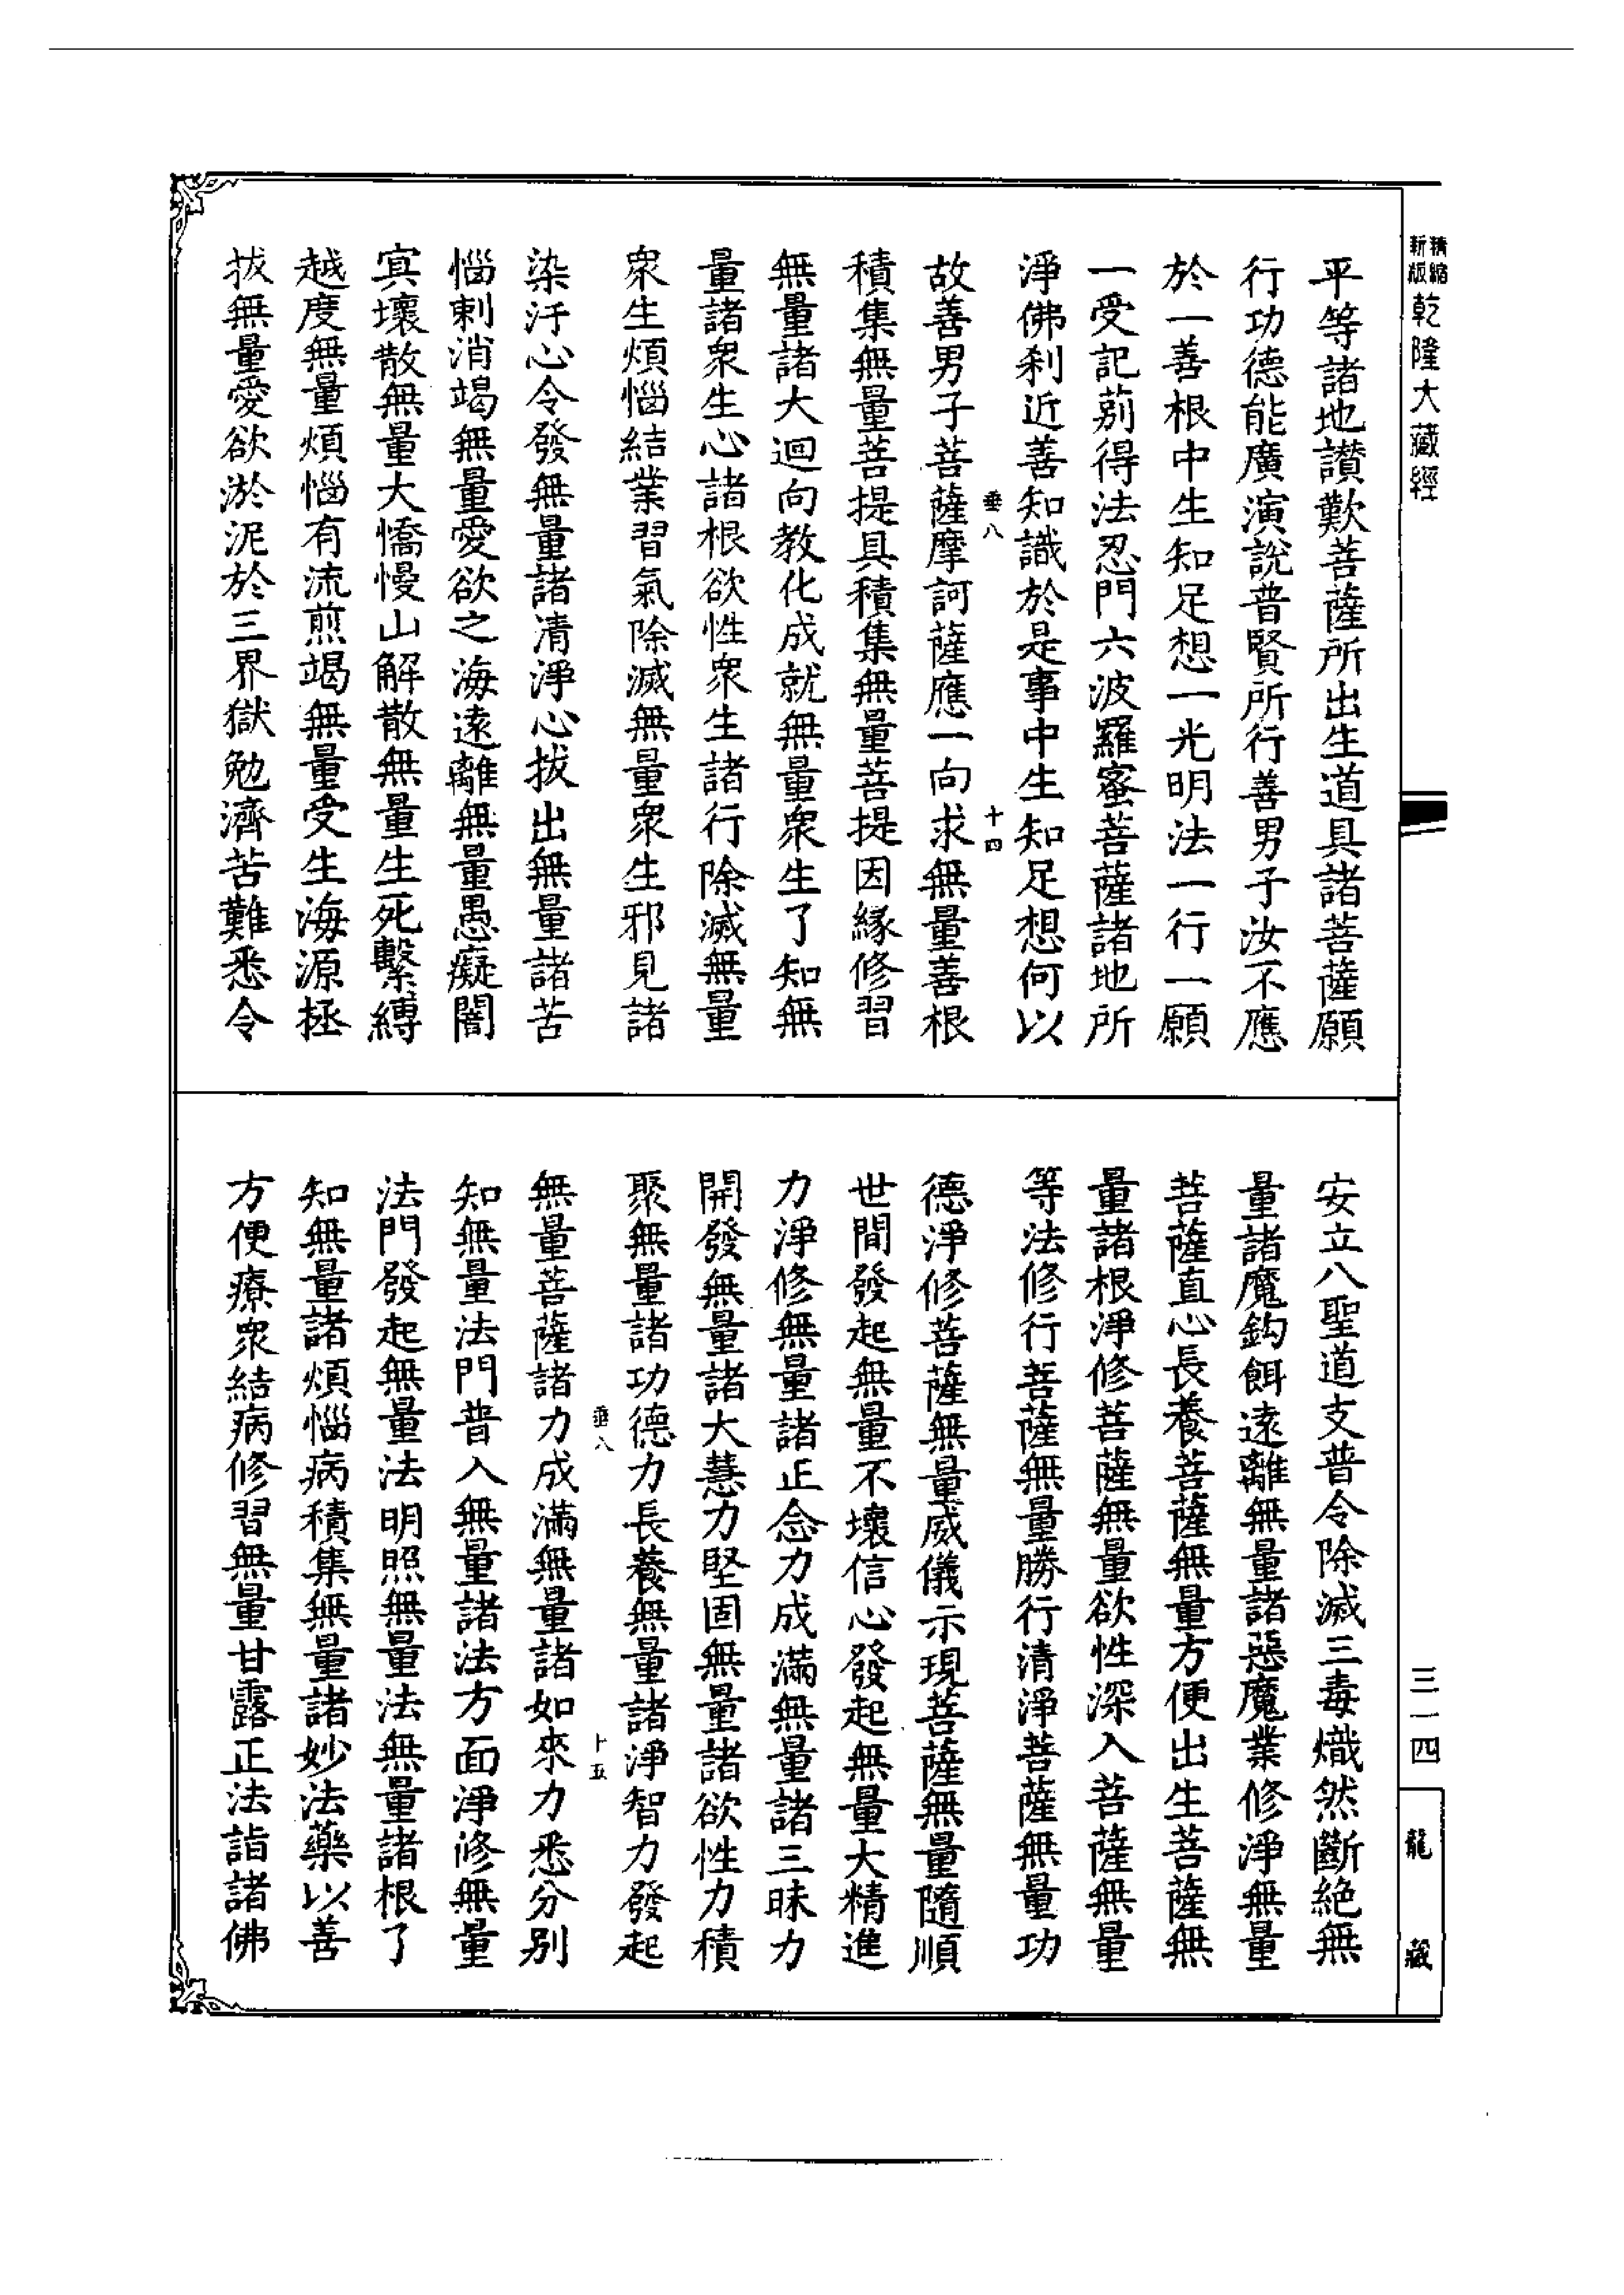 精縮
新版
乾隆大藏經
三一四
龍藏
平等諸地讚歎菩薩所出生道具諸菩薩願
行功德能廣演說普賢所行善男子汝不應
於一善根中生知足想一光明法一行一願
一受記莂得法忍門六波羅蜜菩薩諸地所
淨佛刹近善知識於是事中生知足想何以
垂八
十四
故善男子菩薩摩訶薩應一向求無量善根
積集無量菩提具積集無量菩提因緣修習
無量諸大迴向教化成就無量衆生了知無
量諸衆生心諸根欲性衆生諸行除滅無量
衆生煩惱結業習氣除滅無量衆生邪見諸
染汙心令發無量諸清淨心拔出無量諸苦
惱刺消竭無量愛欲之海遠離無量愚癡闇
㝠壞散無量大憍慢山解散無量生死繫縛
越度無量煩惱有流煎竭無量受生海源拯
拔無量愛欲淤泥於三界獄勉濟苦難悉令
安立八聖道支普令除滅三毒熾然斷絕無
量諸魔鈎餌遠離無量諸惡魔業修淨無量
菩薩直心長養菩薩無量方便出生菩薩無
量諸根淨修菩薩無量欲性深入菩薩無量
等法修行菩薩無量勝行清淨菩薩無量功
德淨修菩薩無量威儀示現菩薩無量隨順
世間發起無量不壞信心發起無量大精進
力淨修無量諸正念力成滿無量諸三昧力
開發無量諸大慧力堅固無量諸欲性力積
聚無量諸功德力長養無量諸淨智力發起
垂八
十五
無量菩薩諸力成滿無量諸如來力悉分别
知無量法門普入無量諸法方面淨修無量
法門發起無量法明照無量法無量諸根了
知無量諸煩惱病積集無量諸妙法藥以善
方便療衆結病修習無量甘露正法詣諸佛